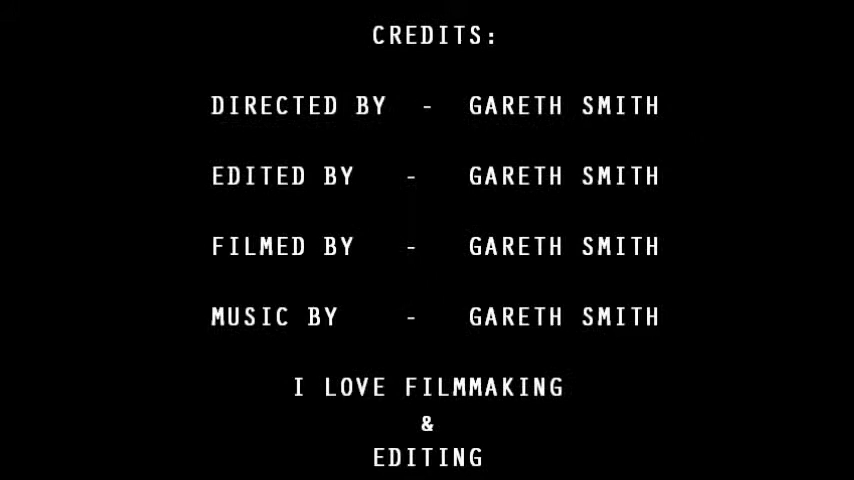 CREDITS:
DIRECTED BY - GARETH SMITH
EDITED BY - GARETH SMITH
FILMED BY - GARETH SMITH
MUSIC BY - GARETH SMITH
I LOVE FILMMAKING
&
EDITING